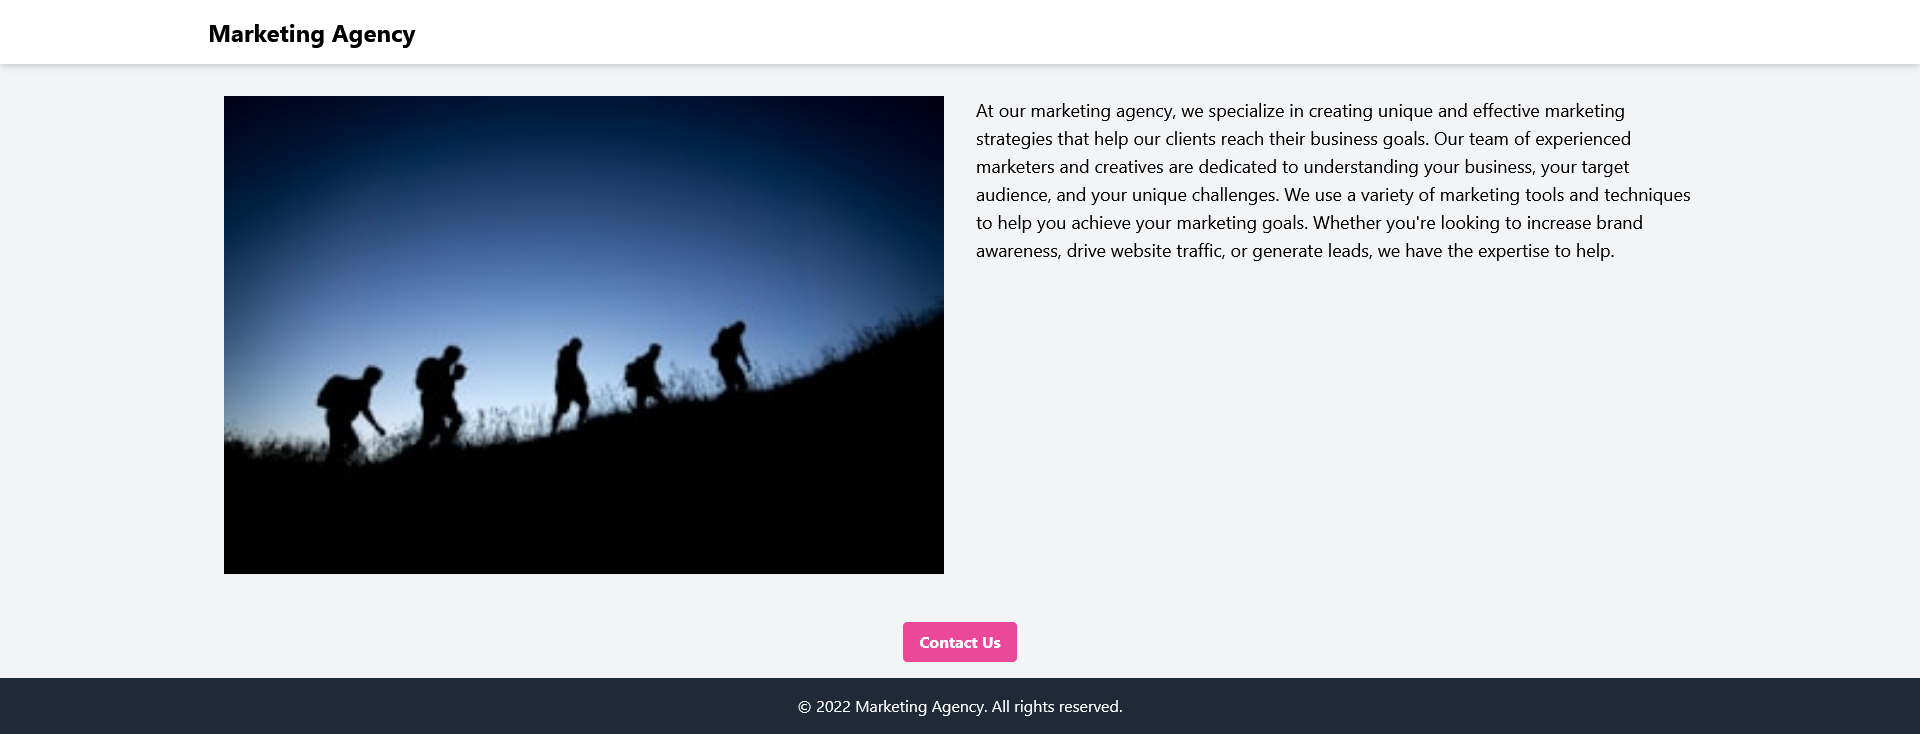 Marketing Agency
At our marketing agency, we specialize in creating unique and effective marketing
strategies that help our clients reach their business goals. Our team of experienced
marketers and creatives are dedicated to understanding your business, your target
audience, and your unique challenges. We use a variety of marketing tools and techniques
to help you achieve your marketing goals. Whether you're looking to increase brand
awareness, drive website traffic, or generate leads, we have the expertise to help.
Contact Us
© 2022 Marketing Agency. All rights reserved.